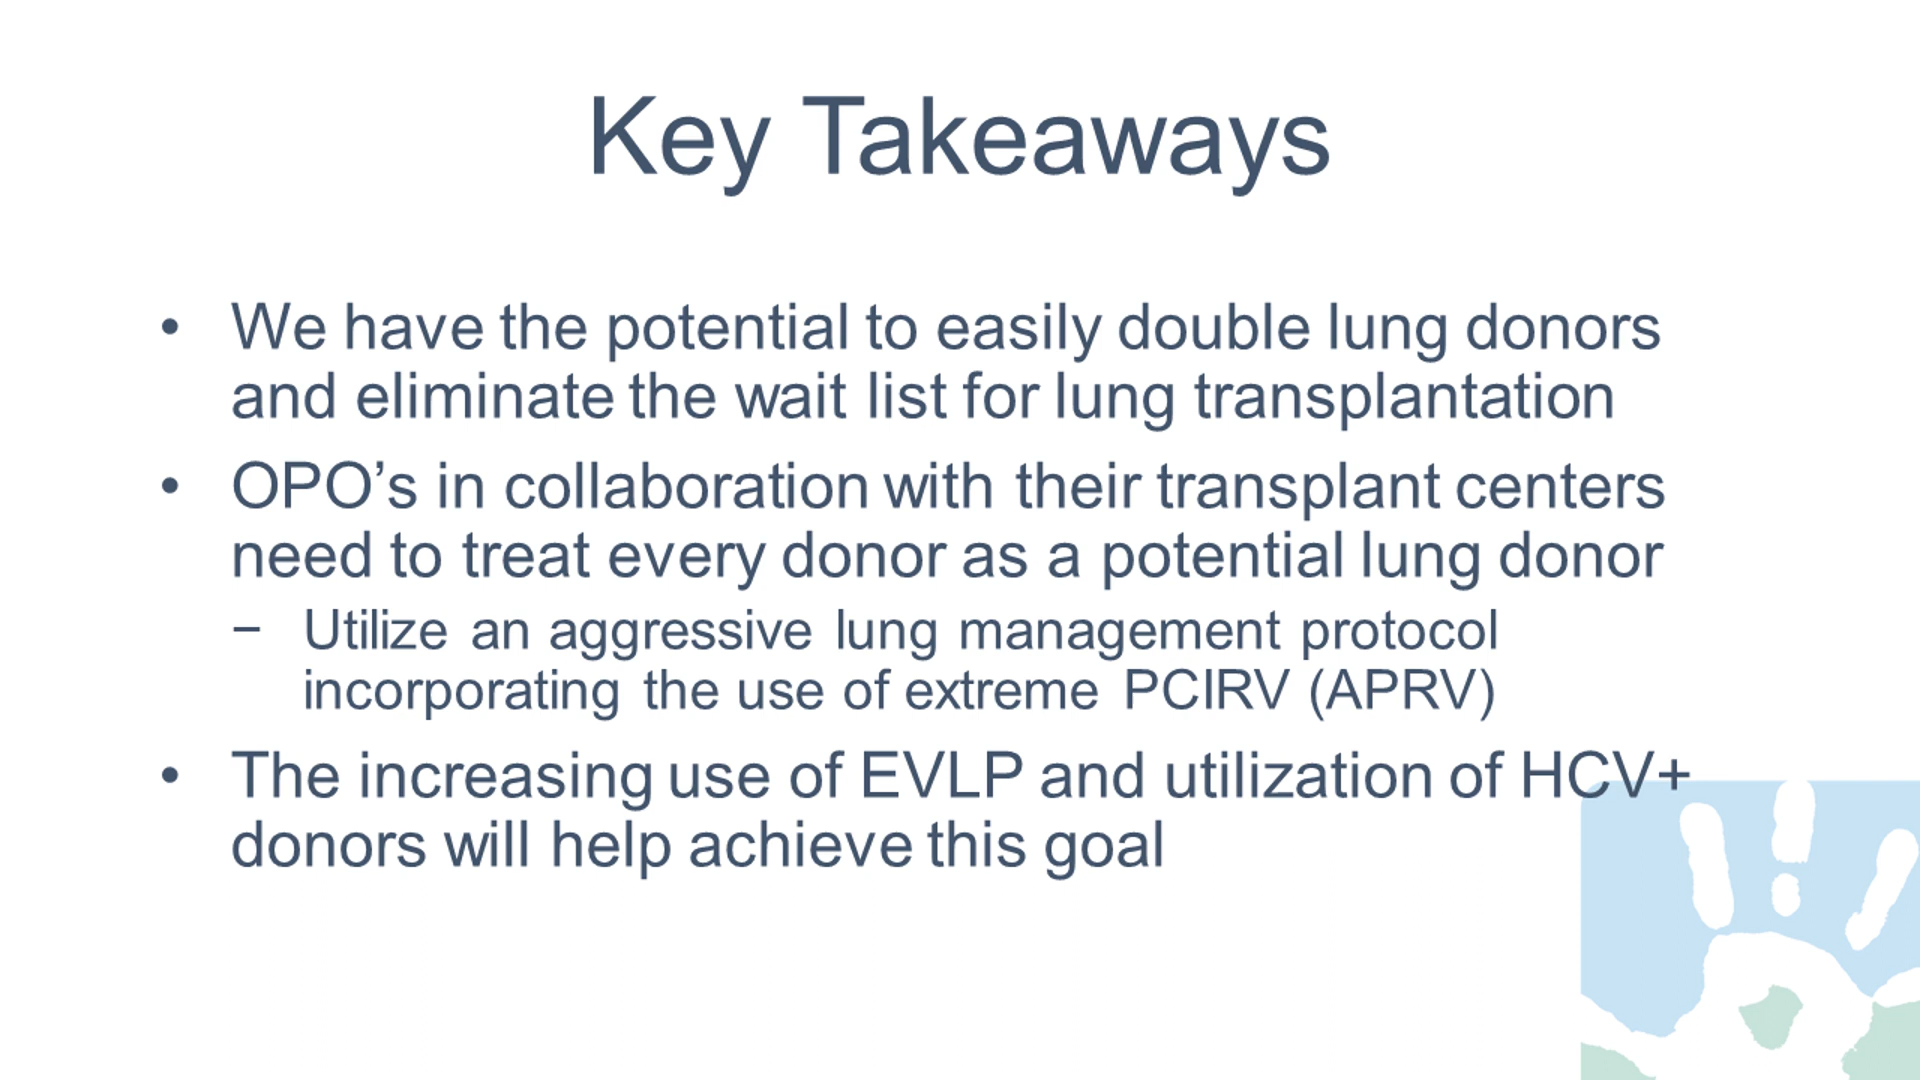 Key Takeaways
• We have the potential to easily double lung donors
and eliminate the wait list for lung transplantation
• OPO’s in collaboration with their transplant centers
need to treat every donor as a potential lung donor
− Utilize an aggressive lung management protocol
incorporating the use of extreme PCIRV (APRV)
• The increasing use of EVLP and utilization of HCV+
donors will help achieve this goal